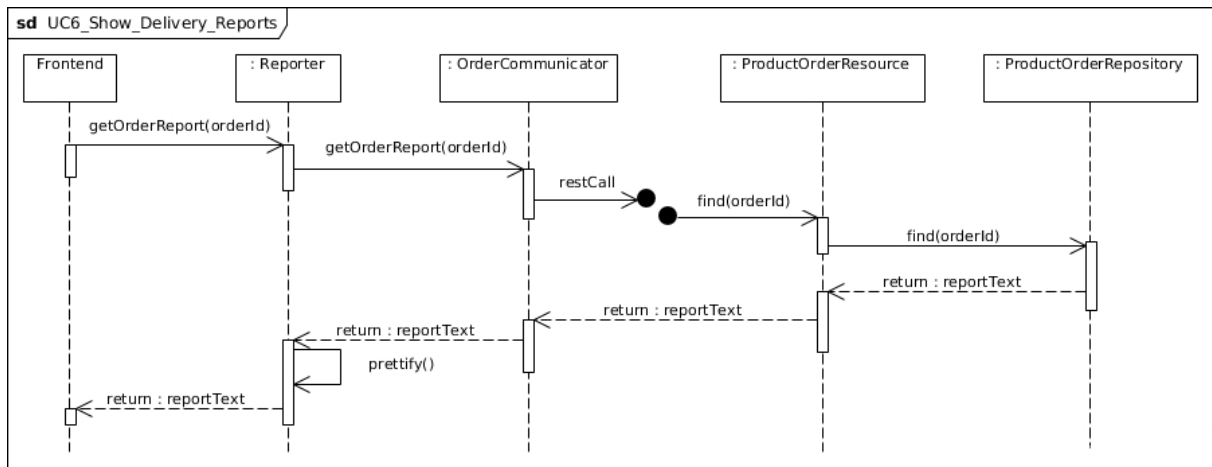 sd UC6_Show_Delivery_Reports
Frontend
: Reporter
: OrderCommunicator
: ProductOrderResource
: ProductOrderRepository
getOrderReport(orderId)
getOrderReport(orderId)
restCall
find(orderId)
find(orderId)
return : reportText
return : reportText
return : reportText
prettify()
return : reportText